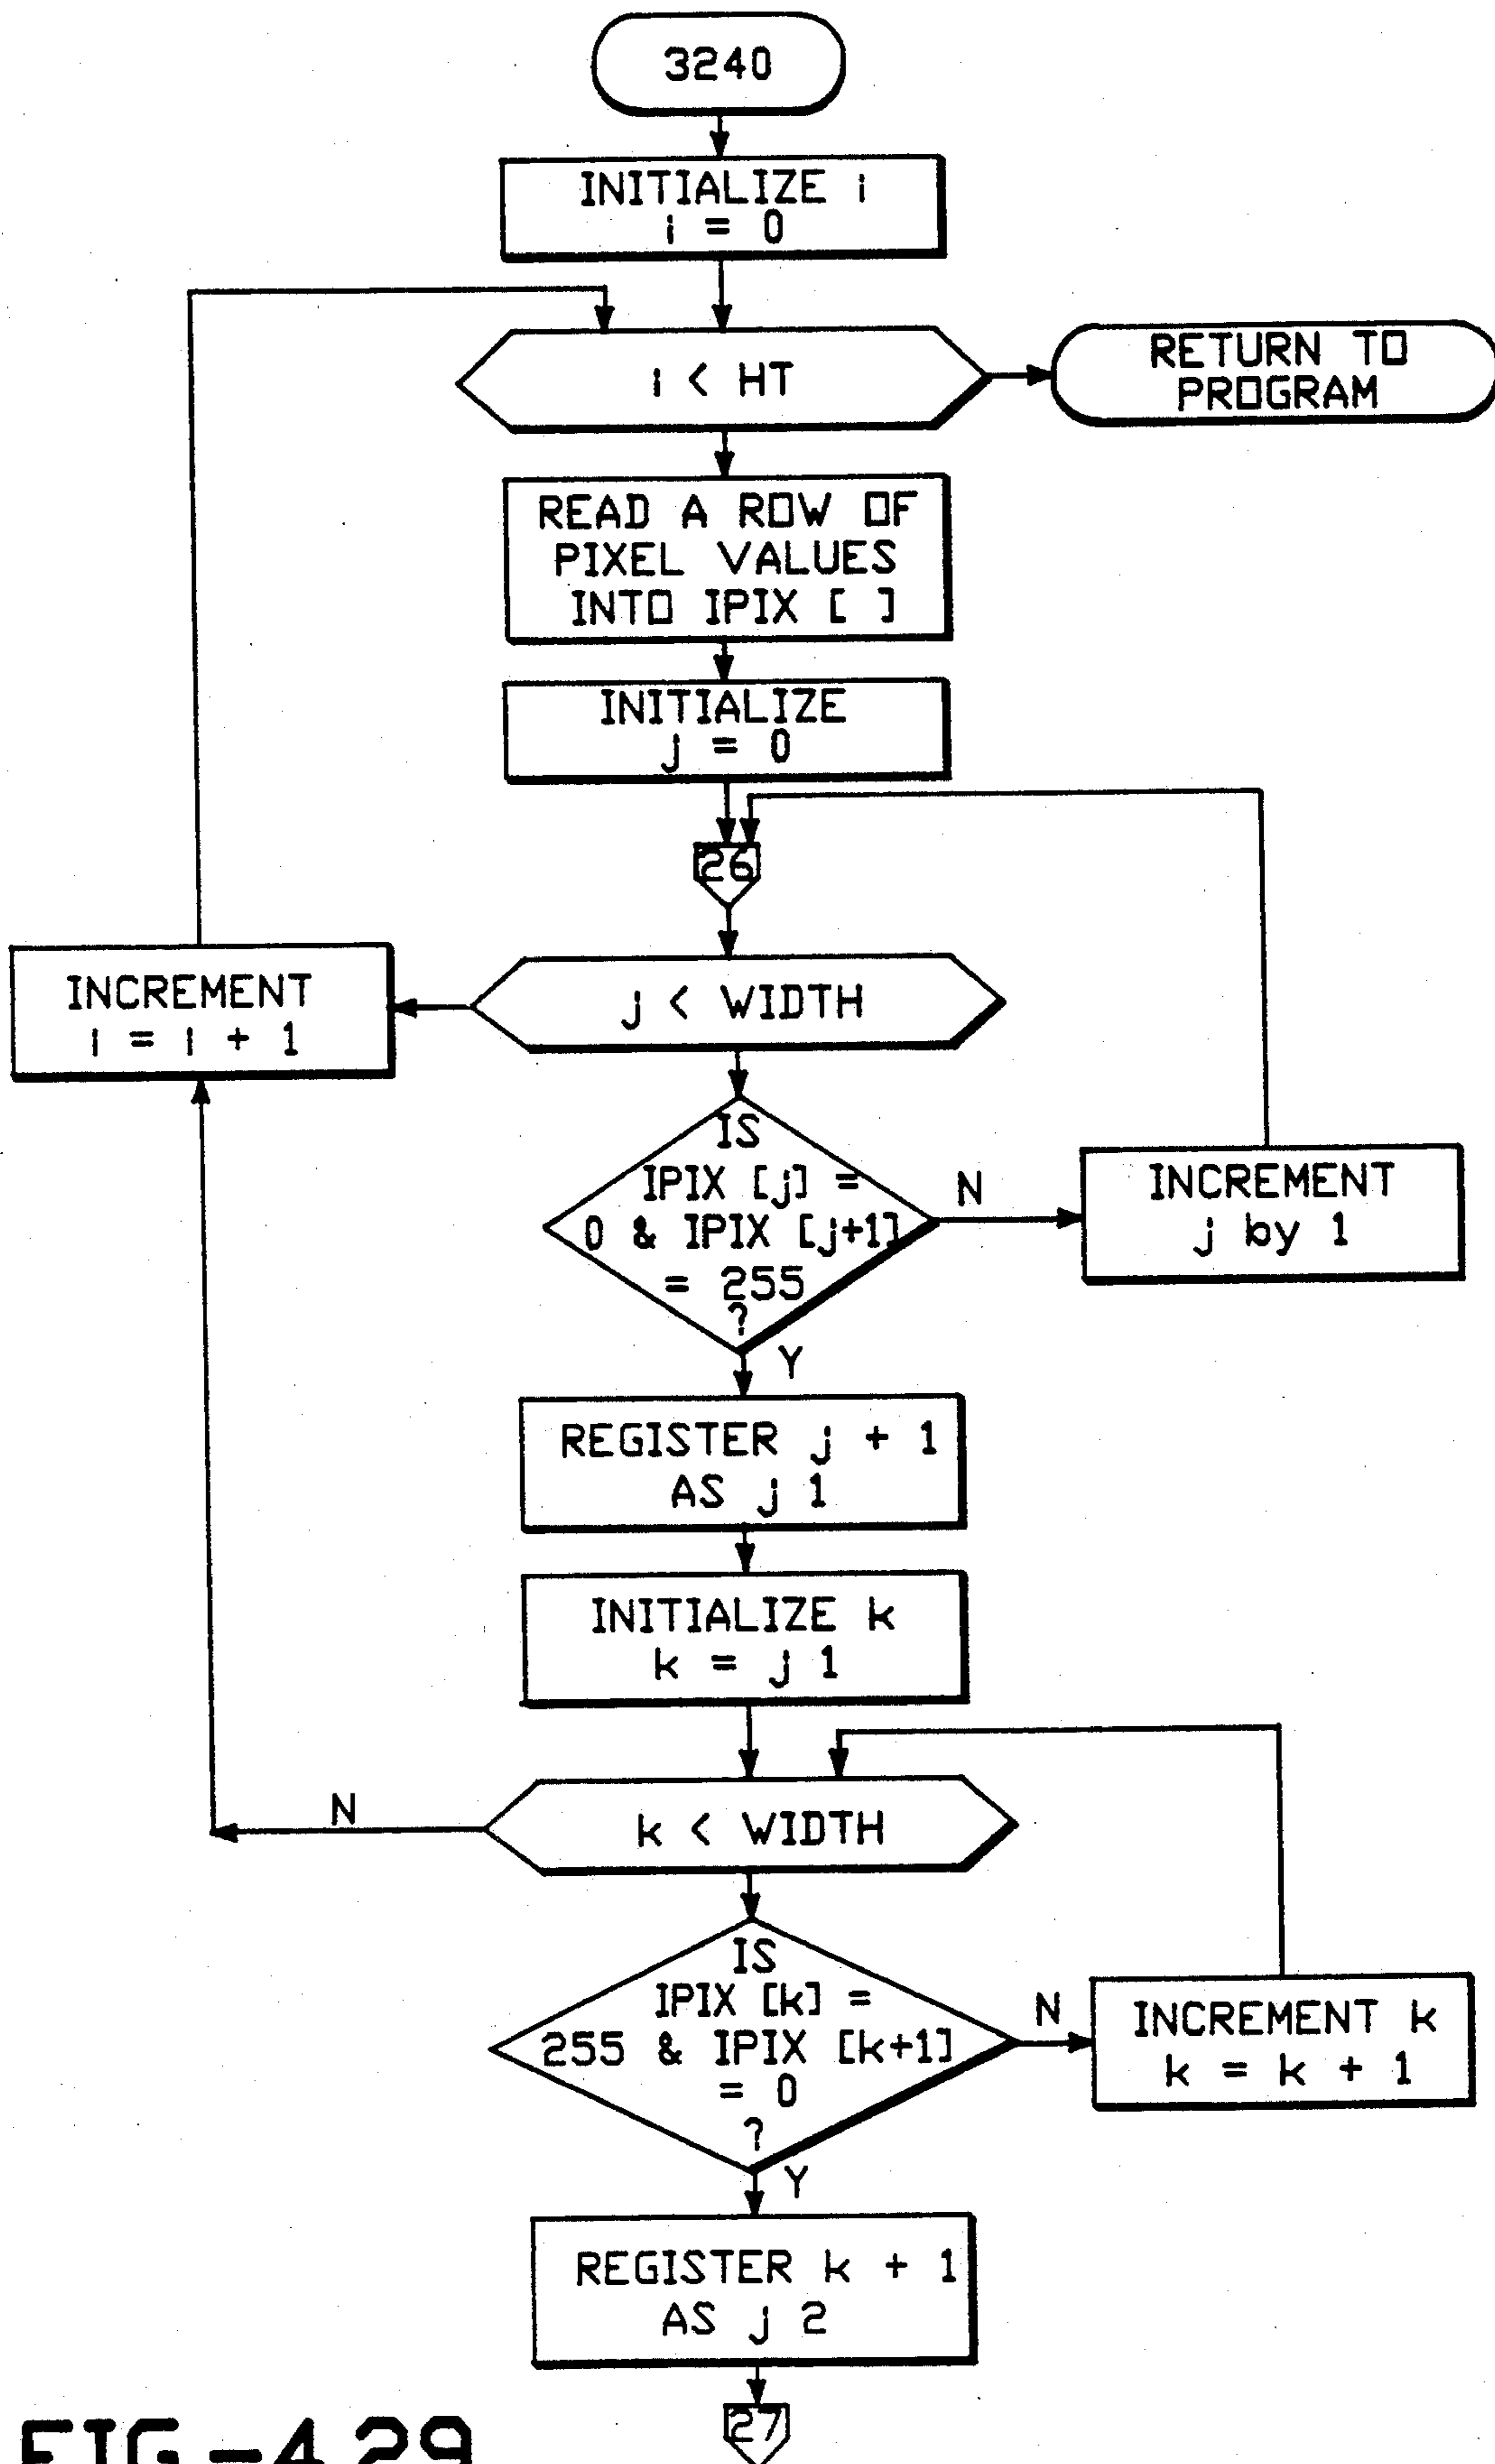 3240
INITIALIZE i
i = 0
i < HT
RETURN TO
PROGRAM
READ A ROW OF
PIXEL VALUES
INTO IPIX [ ]
INITIALIZE
j = 0
26
INCREMENT
i = i + 1
j < WIDTH
IS
IPIX [j] =
0 & IPIX [j+1]
= 255
?
N
INCREMENT
j by 1
Y
REGISTER j + 1
AS j 1
INITIALIZE k
k = j 1
N
k < WIDTH
IS
IPIX [k] =
255 & IPIX [k+1]
= 0
?
N
INCREMENT k
k = k + 1
Y
REGISTER k + 1
AS j 2
27
FIG.-4.29